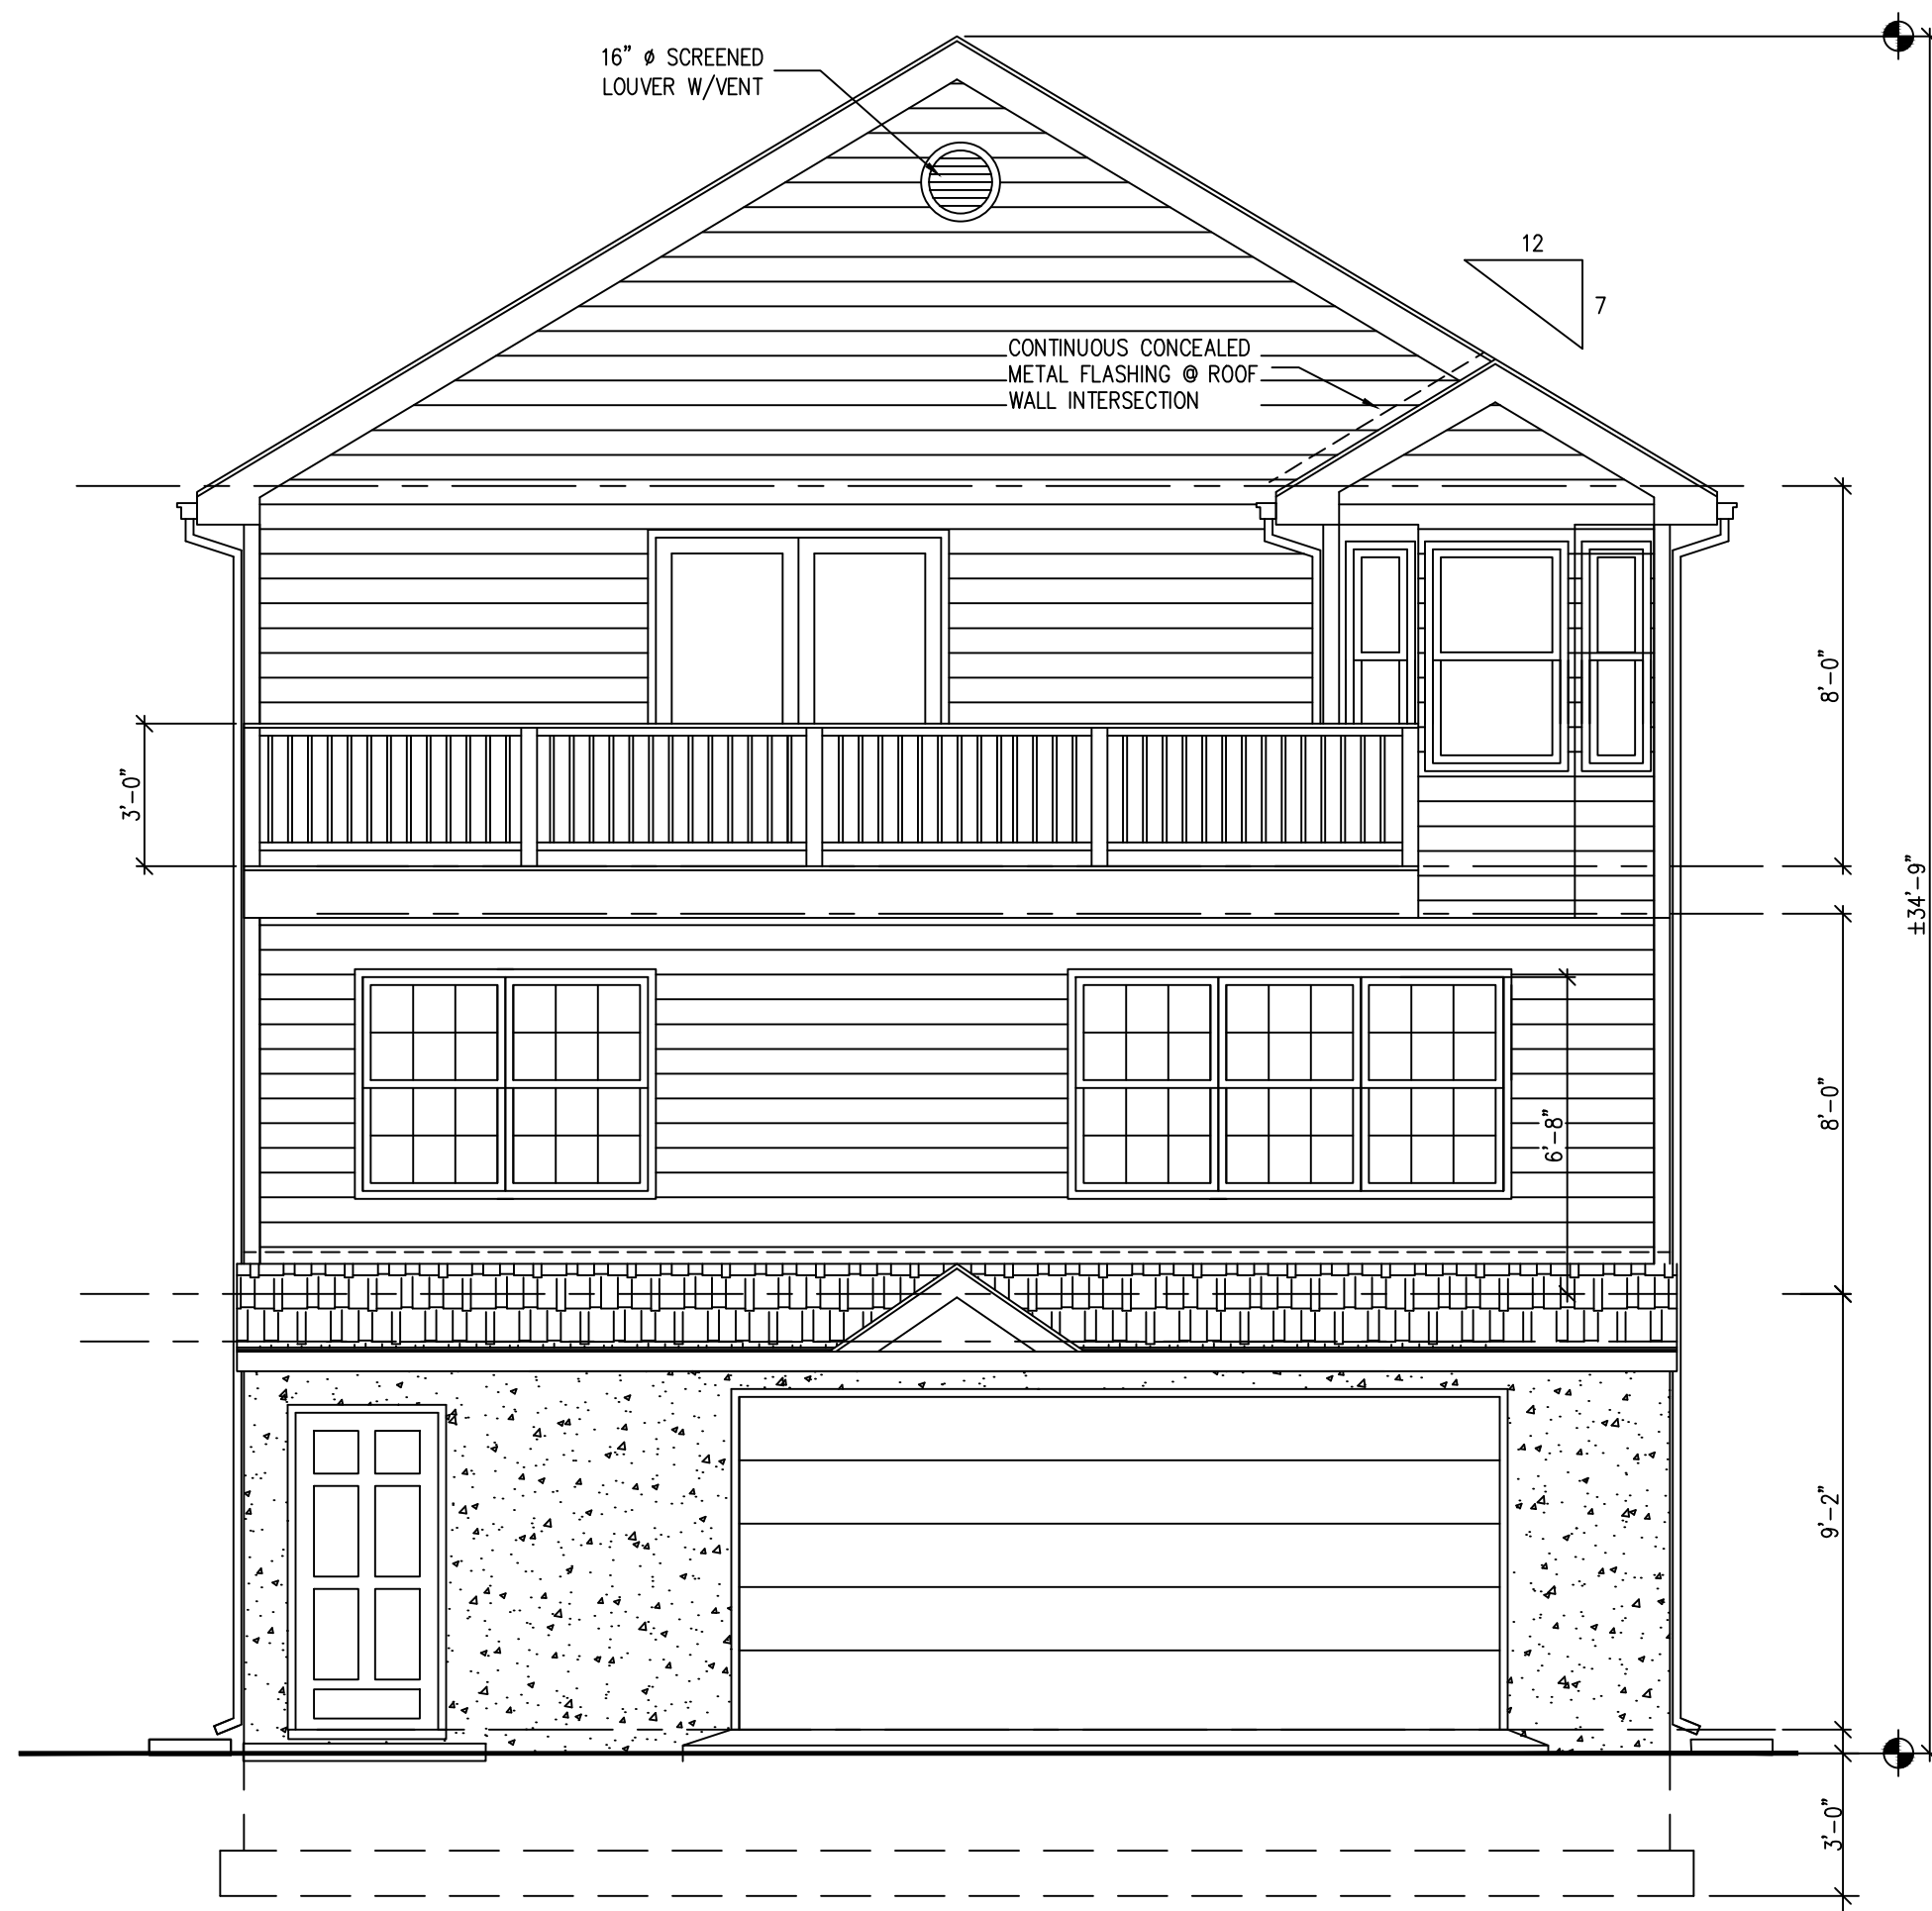 16" ø SCREENED
LOUVER W/VENT
12
7
CONTINUOUS CONCEALED
METAL FLASHING @ ROOF
WALL INTERSECTION
8'-0"
3'-0"
±34'-9"
8'-0"
6'-8"
9'-2"
3'-0"